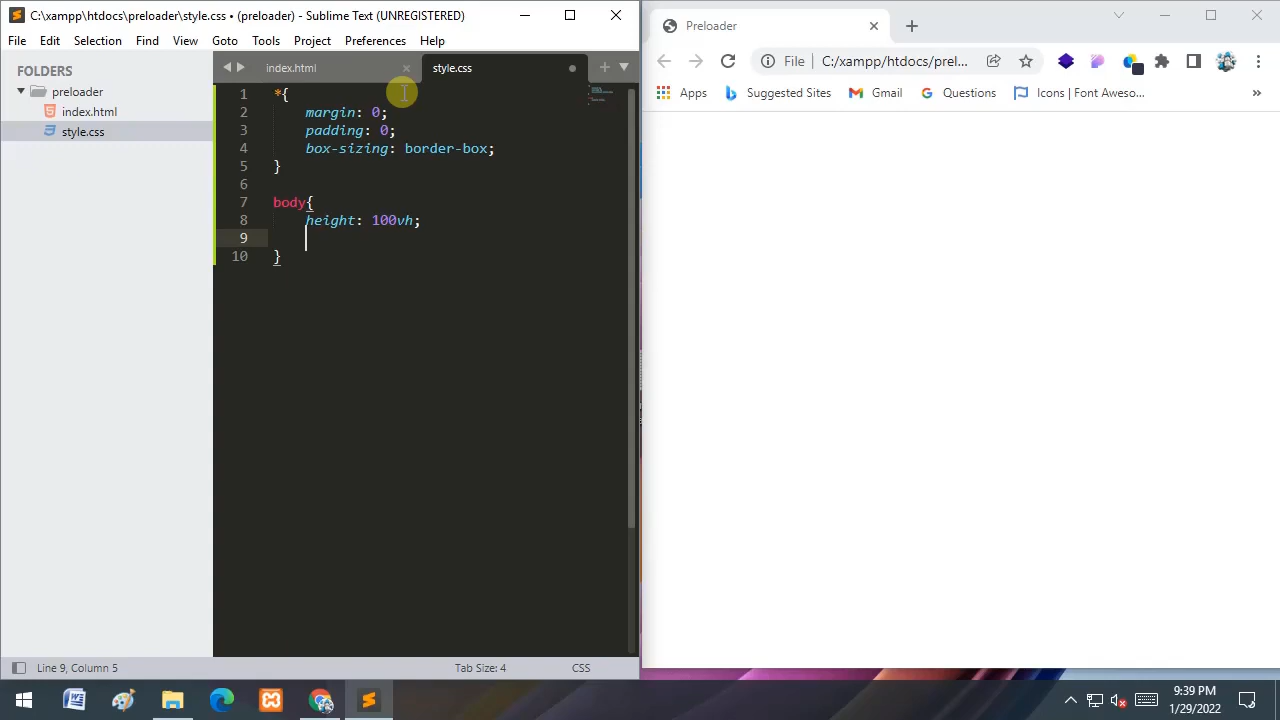 C:\xampp\htdocs\preloader\style.css • (preloader) - Sublime Text (UNREGISTERED)
File Edit Selection Find View Goto Tools Project Preferences Help
FOLDERS
preloader
index.html
style.css
index.html
style.css
1 *{
2 margin: 0;
3 padding: 0;
4 box-sizing: border-box;
5 }
6
7 body{
8 height: 100vh;
9
10 }
Line 9, Column 5
Tab Size: 4
CSS
Preloader
File C:/xampp/htdocs/prel...
Apps Suggested Sites Gmail Questions Icons | Font Aweso... »
9:39 PM
1/29/2022